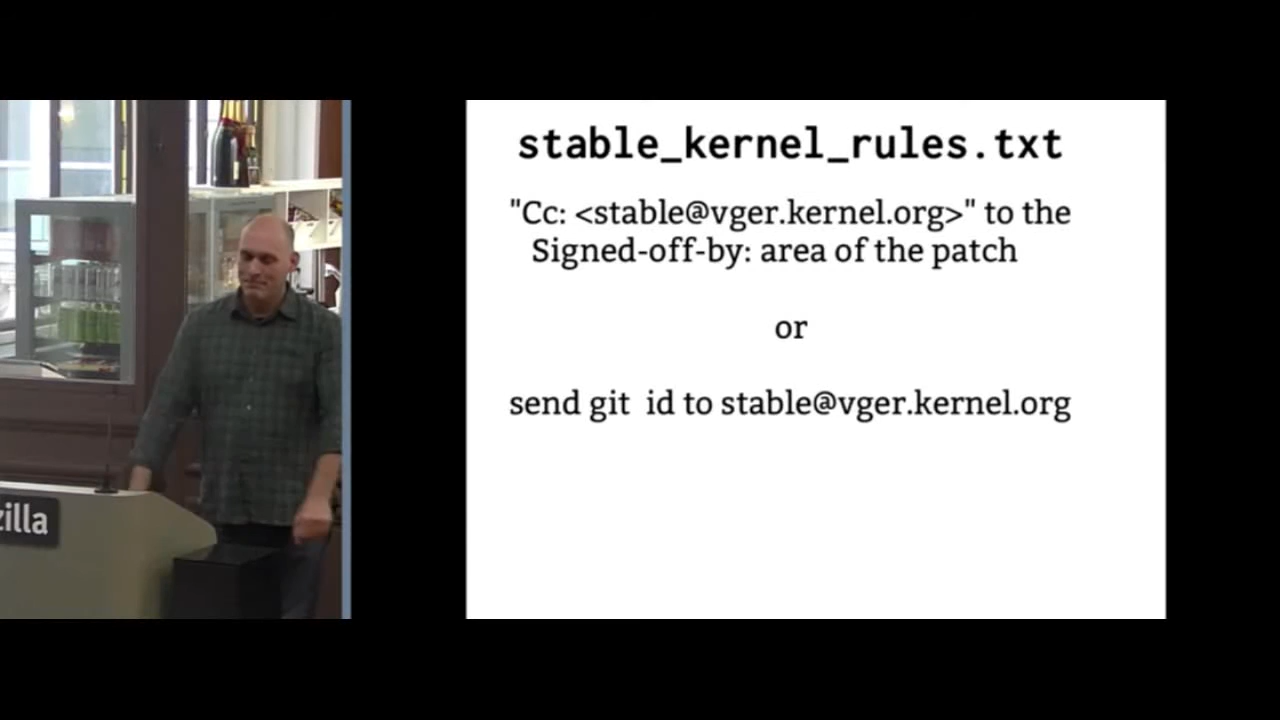 stable_kernel_rules.txt
"Cc: <stable@vger.kernel.org>" to the
Signed-off-by: area of the patch
or
send git id to stable@vger.kernel.org
zilla